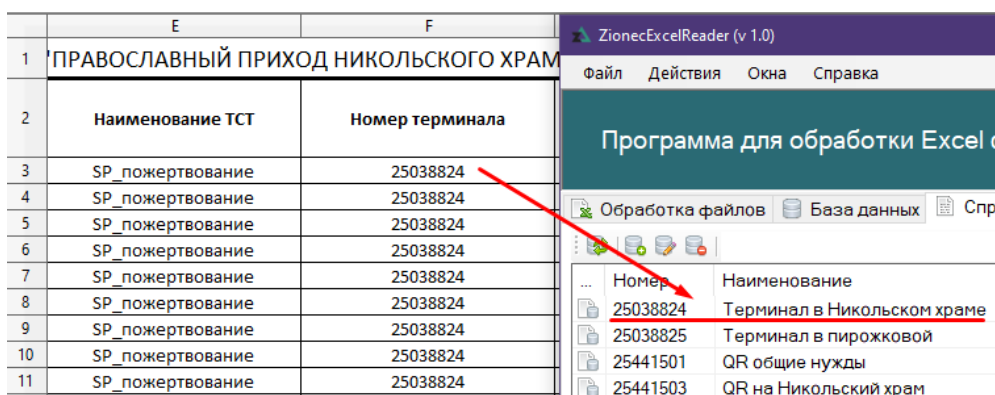 E F
1 'ПРАВОСЛАВНЫЙ ПРИХОД НИКОЛЬСКОГО ХРАМ
2 Наименование ТСТ Номер терминала
3 SP_пожертвование 25038824
4 SP_пожертвование 25038824
5 SP_пожертвование 25038824
6 SP_пожертвование 25038824
7 SP_пожертвование 25038824
8 SP_пожертвование 25038824
9 SP_пожертвование 25038824
10 SP_пожертвование 25038824
11 SP_пожертвование 25038824
ZionecExcelReader (v 1.0)
Файл Действия Окна Справка
Программа для обработки Excel
Обработка файлов База данных Спр
... Номер Наименование
25038824 Терминал в Никольском храме
25038825 Терминал в пирожковой
25441501 QR общие нужды
25441503 QR на Никольский храм